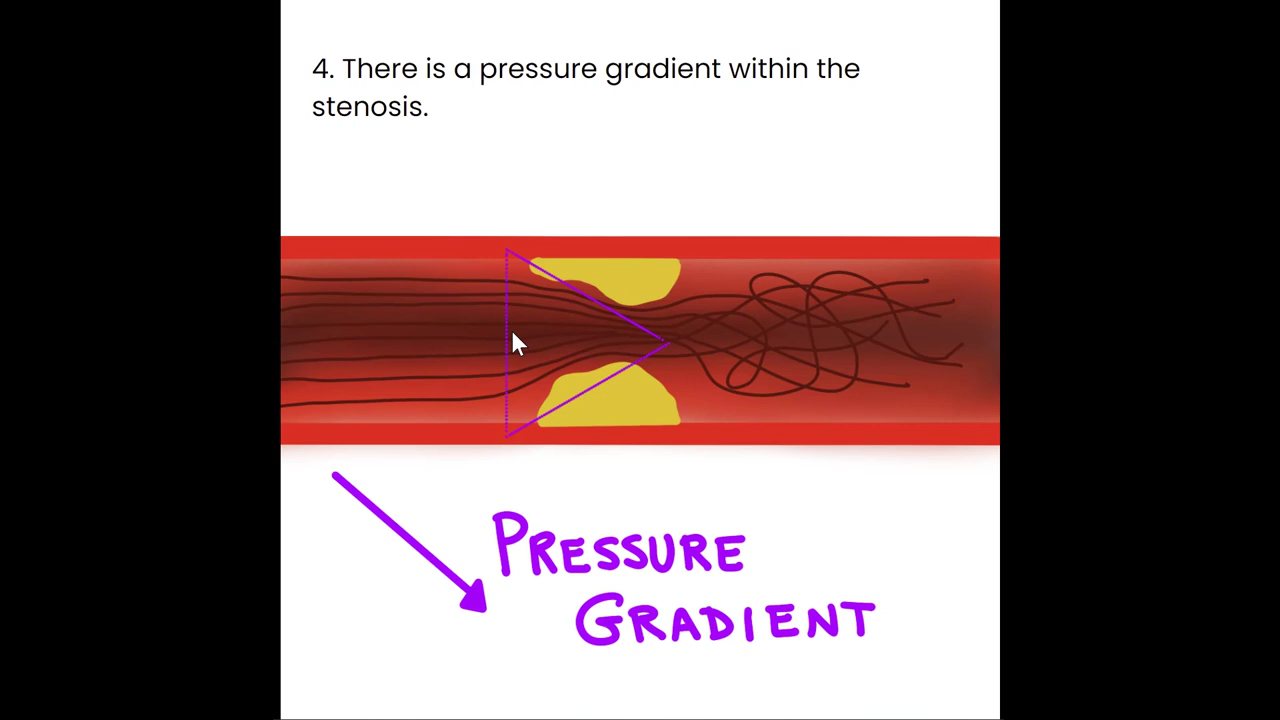 4. There is a pressure gradient within the
stenosis.
PRESSURE
GRADIENT